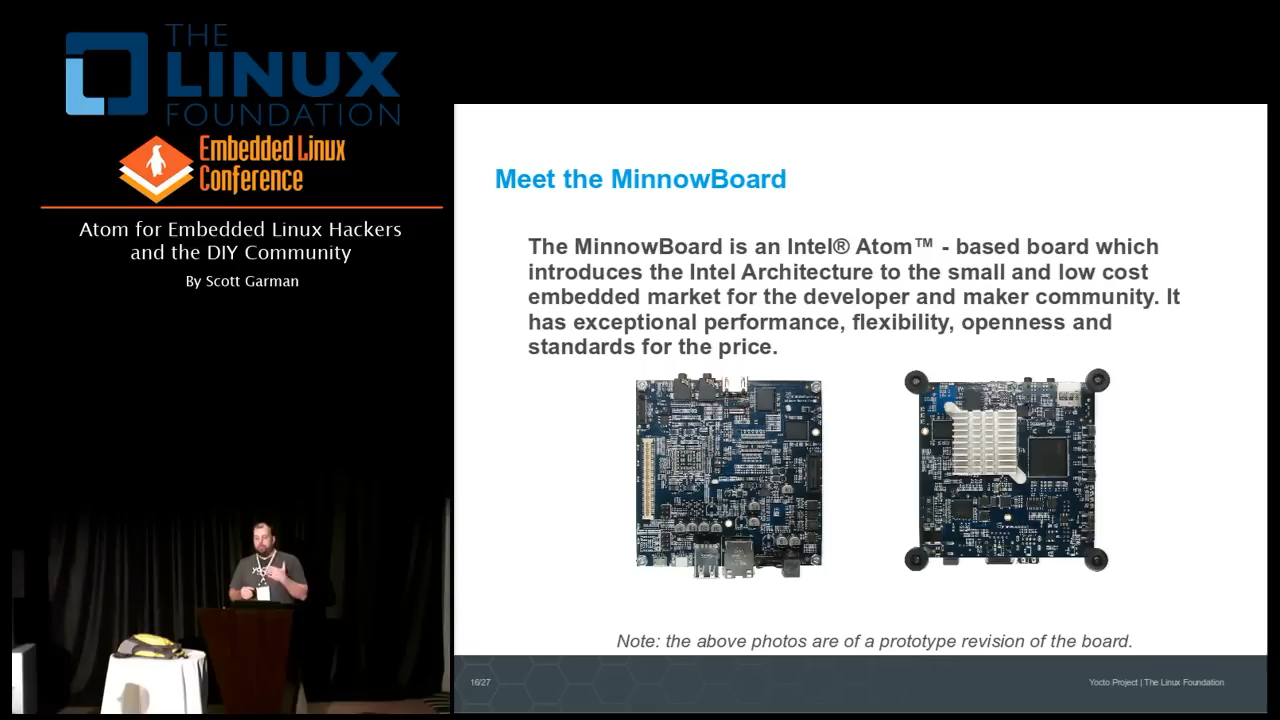 THE
LINUX
FOUNDATION
Embedded Linux
Conference
Atom for Embedded Linux Hackers
and the DIY Community
By Scott Garman
Meet the MinnowBoard
The MinnowBoard is an Intel® Atom™ - based board which
introduces the Intel Architecture to the small and low cost
embedded market for the developer and maker community. It
has exceptional performance, flexibility, openness and
standards for the price.
Note: the above photos are of a prototype revision of the board.
16/27
Yocto Project | The Linux Foundation